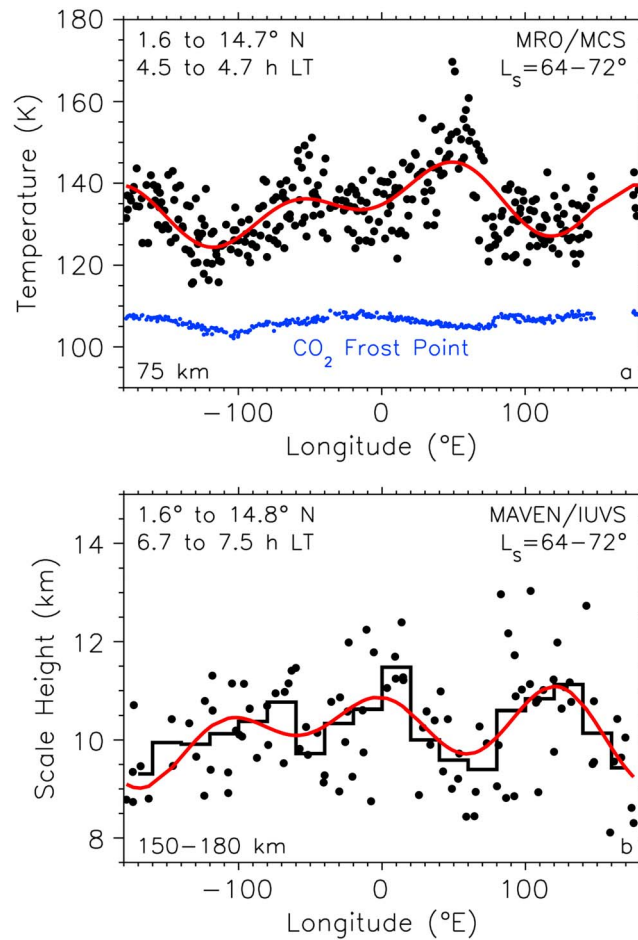 1.6 to 14.7° N
MRO/MCS
4.5 to 4.7 h LT
L_S=64−72°
180
160
140
120
100
Temperature (K)
CO₂ Frost Point
75 km
a
−100
0
100
Longitude (°E)
1.6° to 14.8° N
MAVEN/IUVS
6.7 to 7.5 h LT
L_S=64−72°
14
12
10
8
Scale Height (km)
150−180 km
b
−100
0
100
Longitude (°E)